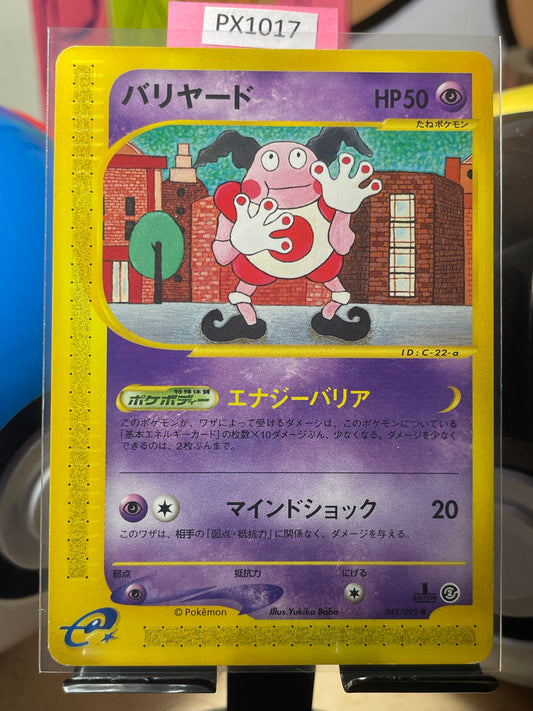 PX1017
バリヤード HP50
たねポケモン
ID:C-22-a
特殊体質
ポケボディー エナジーバリア
このポケモンが、ワザによって受けるダメージは、このポケモンについている
「基本エネルギーカード」の枚数×10ダメージぶん、少なくなる。ダメージを少なく
できるのは、2枚ぶんまで。
マインドショック 20
このワザは、相手の「弱点・抵抗力」に関係なく、ダメージを与える。
弱点 抵抗力 にげる
1
EDITION
©Pokémon Illus.Yukiko Baba 043/092
e